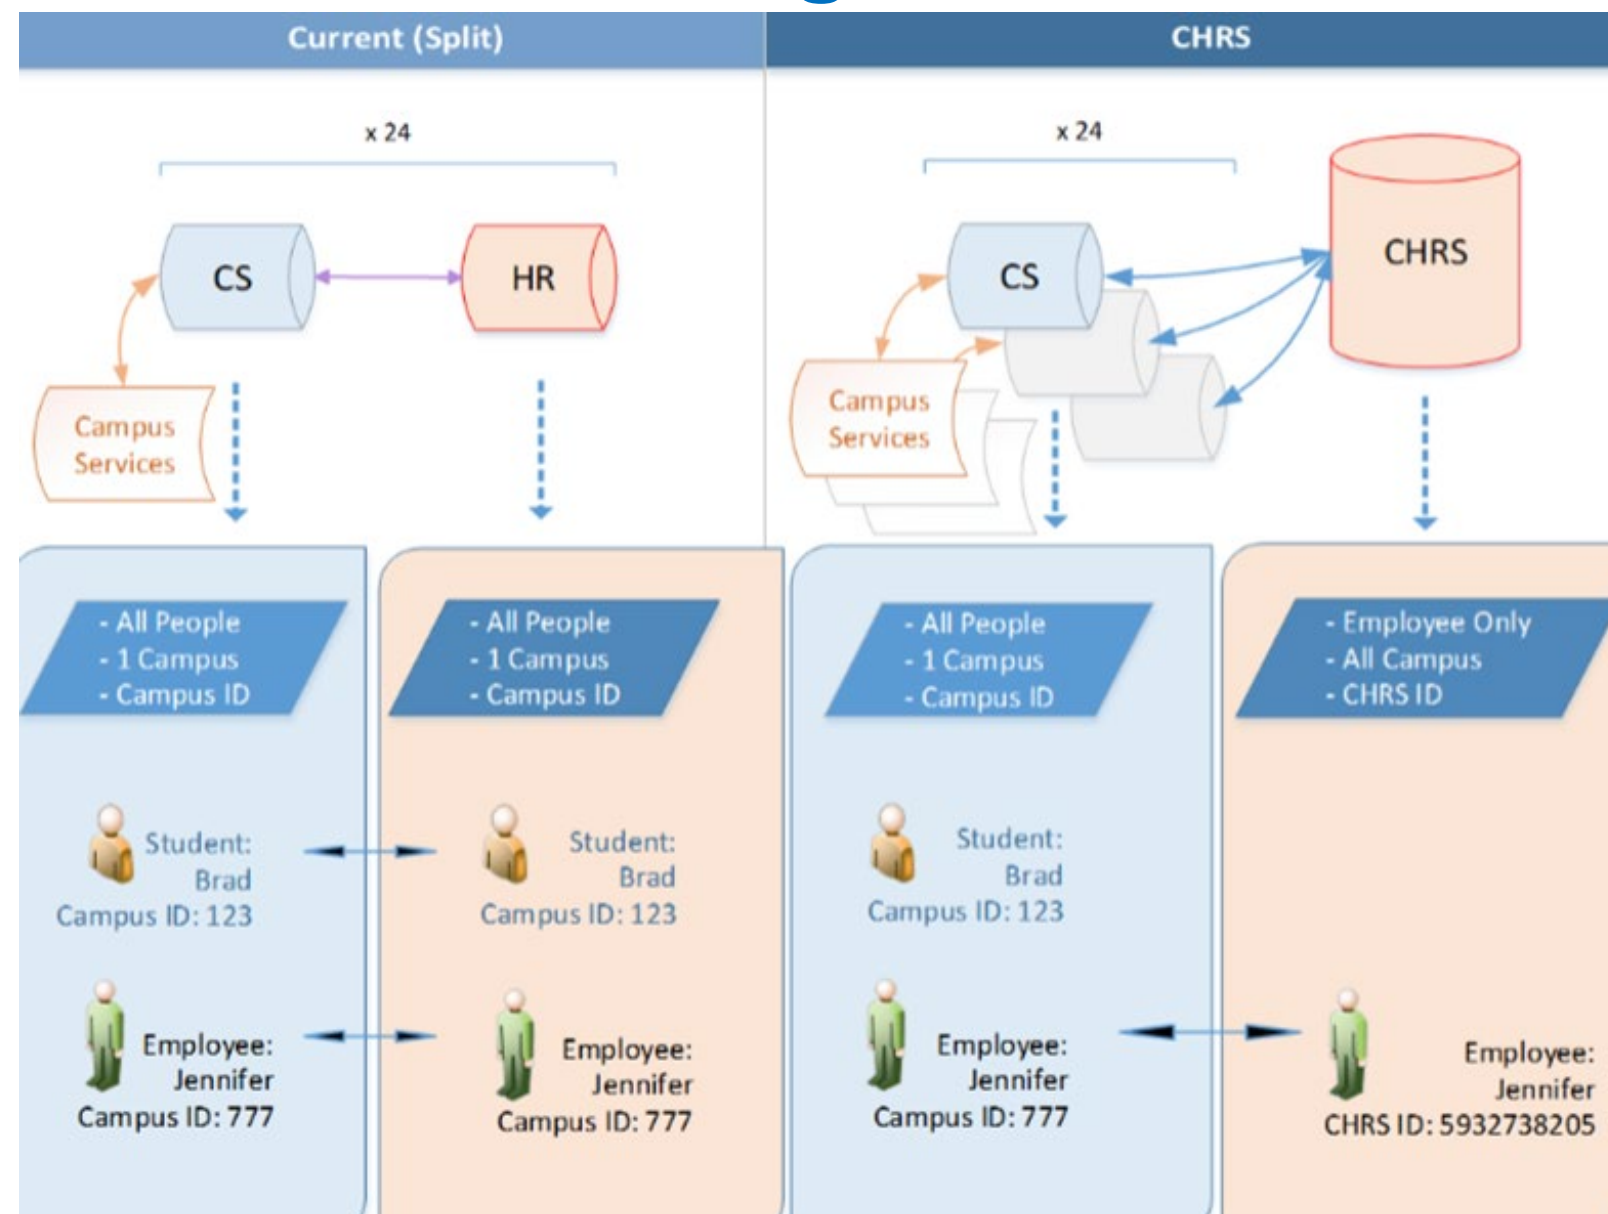 Current (Split)
CHRS
x 24
CS
HR
Campus
Services
x 24
CS
CHRS
Campus
Services
- All People
- 1 Campus
- Campus ID
- All People
- 1 Campus
- Campus ID
- All People
- 1 Campus
- Campus ID
- Employee Only
- All Campus
- CHRS ID
Student:
Brad
Campus ID: 123
Student:
Brad
Campus ID: 123
Student:
Brad
Campus ID: 123
Employee:
Jennifer
Campus ID: 777
Employee:
Jennifer
Campus ID: 777
Employee:
Jennifer
Campus ID: 777
Employee:
Jennifer
CHRS ID: 5932738205